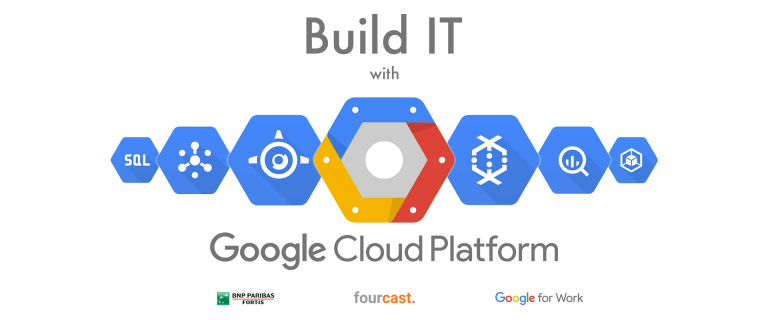 Build IT
with
SQL
Google Cloud Platform
BNP PARIBAS
FORTIS
fourcast.
Google for Work